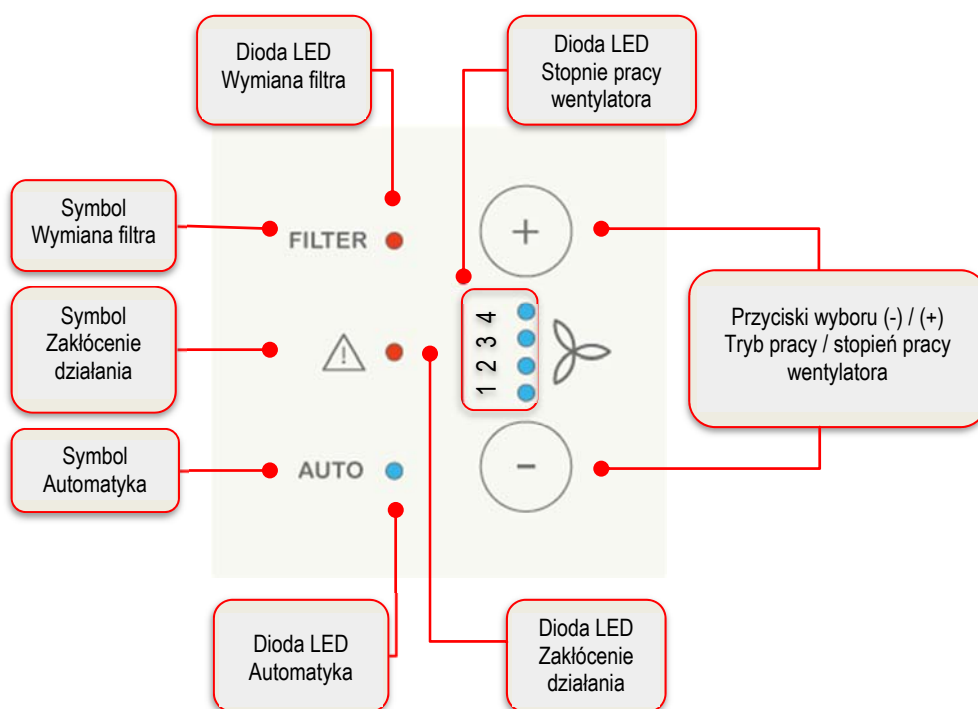 Dioda LED
Wymiana filtra
Dioda LED
Stopnie pracy
wentylatora
Symbol
Wymiana filtra
FILTER
+
Symbol
Zakłócenie
działania
!
1 2 3 4
Przyciski wyboru (-) / (+)
Tryb pracy / stopień pracy
wentylatora
Symbol
Automatyka
AUTO
-
Dioda LED
Automatyka
Dioda LED
Zakłócenie
działania